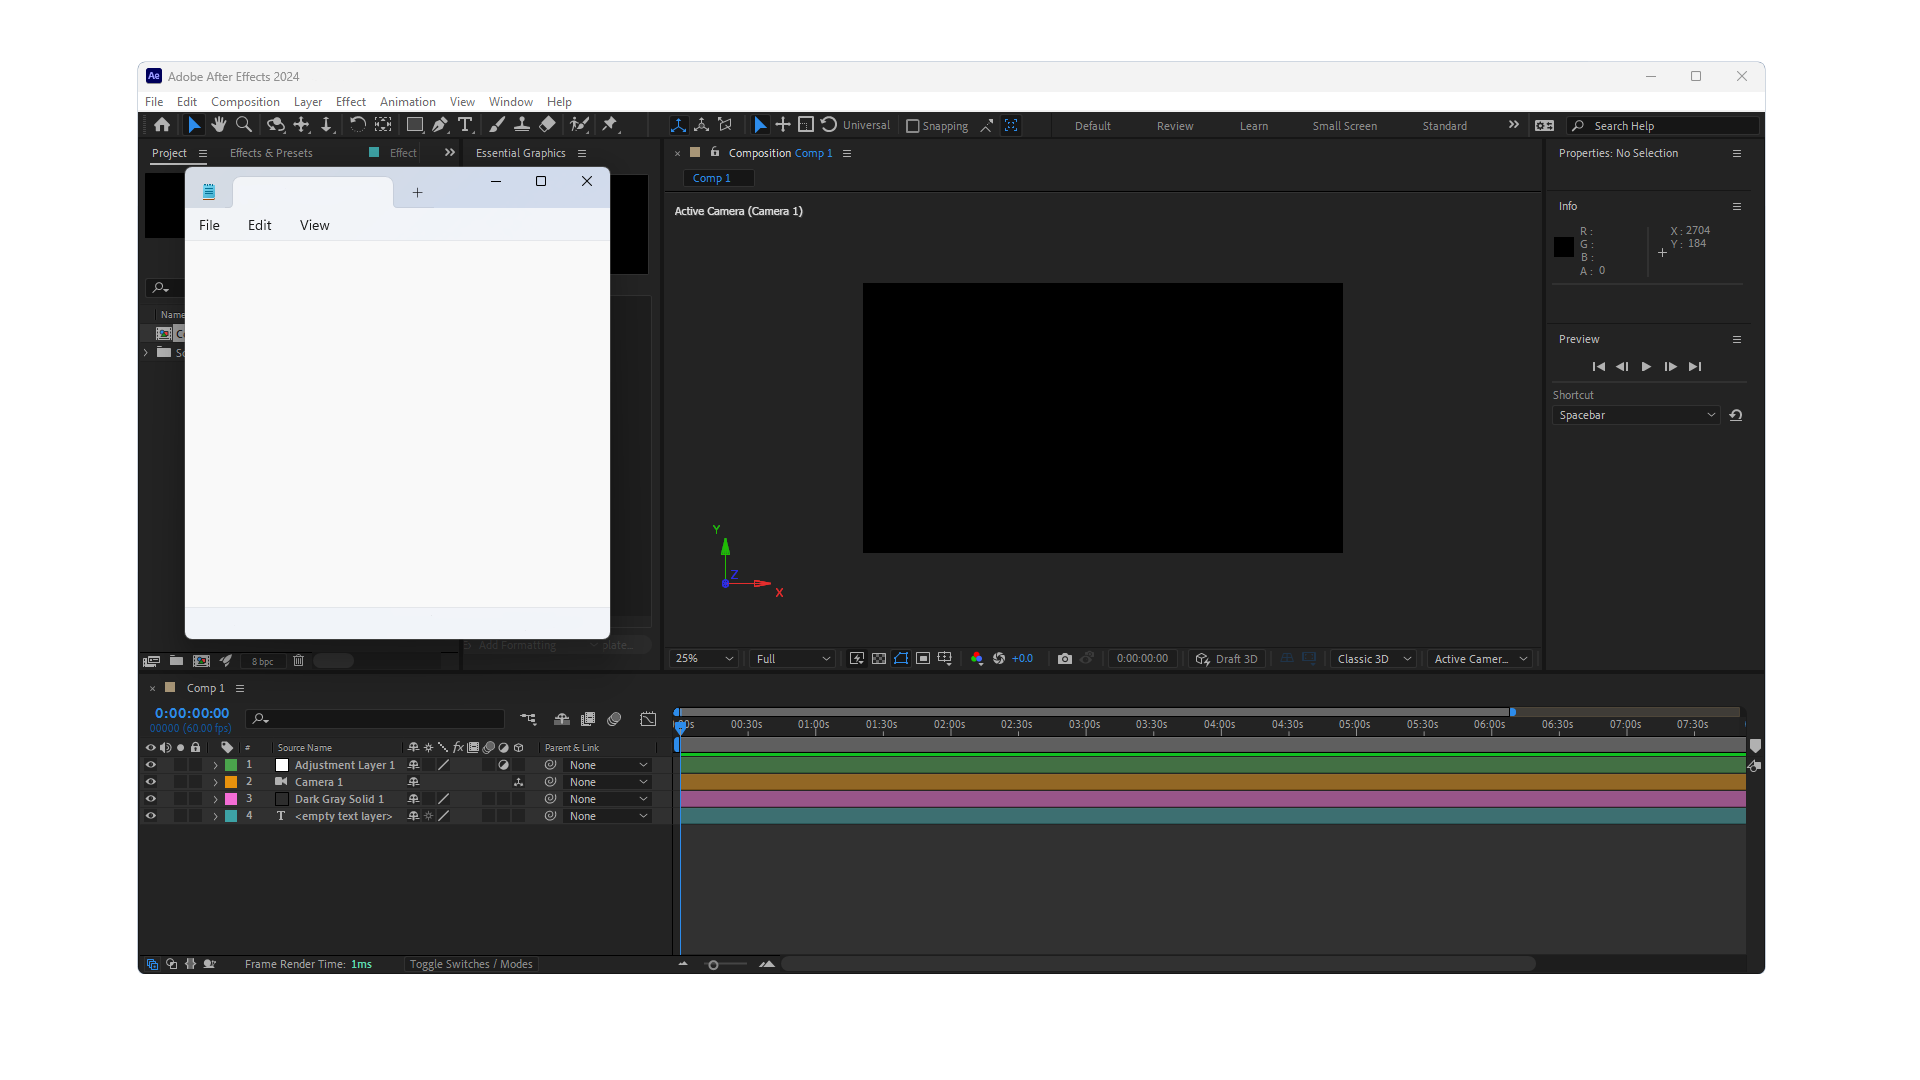 Ae Adobe After Effects 2024
File Edit Composition Layer Effect Animation View Window Help
Universal Snapping Default Review Learn Small Screen Standard Search Help
Project Effects & Presets Effect Essential Graphics
Composition Comp 1
Properties: No Selection
Comp 1
Active Camera (Camera 1)
File Edit View
Info
R :
G :
B :
A : 0
X : 2704
Y : 184
Name
Preview
Shortcut
Spacebar
Y
Z
X
Add Formatting
8 bpc
25% Full +0.0 0:00:00:00 Draft 3D Classic 3D Active Camer...
Comp 1
0:00:00:00
00000 (60.00 fps)
00:30s 01:00s 01:30s 02:00s 02:30s 03:00s 03:30s 04:00s 04:30s 05:00s 05:30s 06:00s 06:30s 07:00s 07:30s
# Source Name fx Parent & Link
1 Adjustment Layer 1 None
2 Camera 1 None
3 Dark Gray Solid 1 None
4 T <empty text layer> None
Frame Render Time: 1ms Toggle Switches / Modes